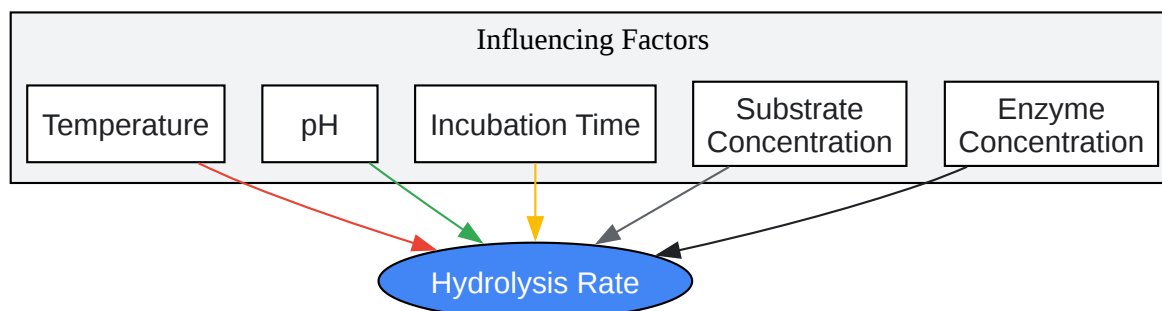 Influencing Factors
Temperature
pH
Incubation Time
Substrate
Concentration
Enzyme
Concentration
Hydrolysis Rate